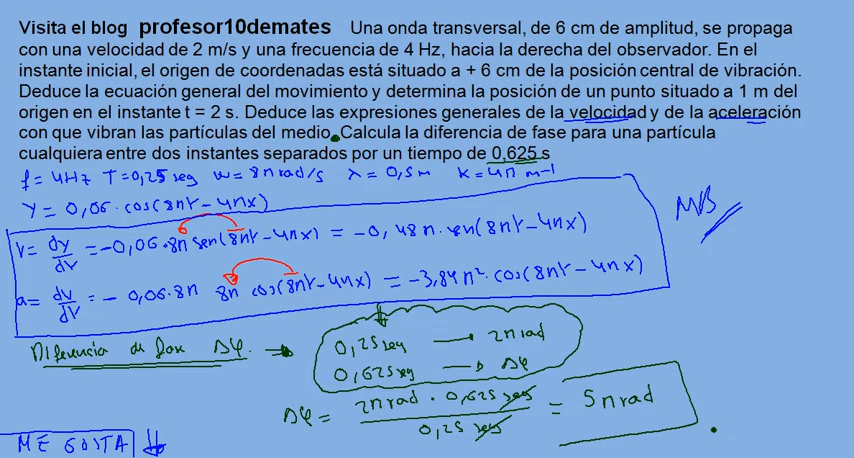 Visita el blog profesor10demates Una onda transversal, de 6 cm de amplitud, se propaga
con una velocidad de 2 m/s y una frecuencia de 4 Hz, hacia la derecha del observador. En el
instante inicial, el origen de coordenadas está situado a + 6 cm de la posición central de vibración.
Deduce la ecuación general del movimiento y determina la posición de un punto situado a 1 m del
origen en el instante t = 2 s. Deduce las expresiones generales de la velocidad y de la aceleración
con que vibran las partículas del medio. Calcula la diferencia de fase para una partícula
cualquiera entre dos instantes separados por un tiempo de 0,625 s
f = 4Hz T=0,25 seg w = 8π rad/s λ = 0,5m K = 4π m-1
Y = 0,06 · cos(8πt - 4πx)
V = dy/dt = -0,06·8π sen(8πt - 4πx) = -0,48π · sen(8πt - 4πx)
a = dv/dt = - 0,06·8π 8π cos(8πt - 4πx) = -3,84π² · cos(8πt - 4πx)
M/S
Diferencia de fase Δφ. →
0,25 seg → 2π rad
0,625 seg → Δφ
Δφ = 2π rad · 0,625 seg / 0,25 seg = 5π rad
ME GUSTA